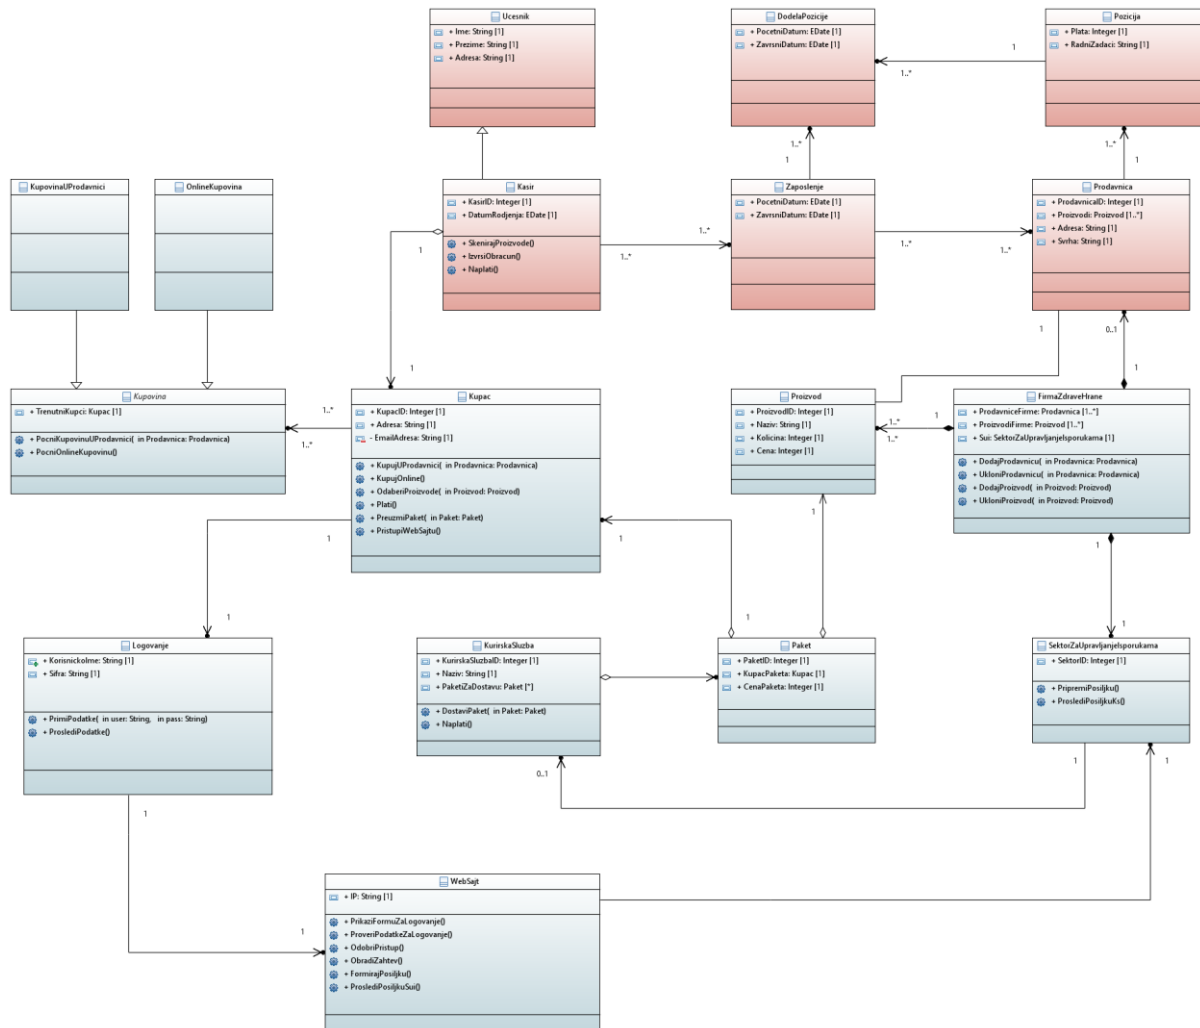 Ucesnik
+ Ime: String [1]
+ Prezime: String [1]
+ Adresa: String [1]
DodelaPozicije
+ PocetniDatum: EDate [1]
+ ZavrsniDatum: EDate [1]
Pozicija
+ Plata: Integer [1]
+ RadniZadaci: String [1]
1
1..*
1..*
1
1..*
1
KupovinaUProdavnici
OnlineKupovina
Kasir
+ KasirID: Integer [1]
+ DatumRodjenja: EDate [1]
+ SkenirajProizvode()
+ IzvrsiObracun()
+ Naplati()
Zaposlenje
+ PocetniDatum: EDate [1]
+ ZavrsniDatum: EDate [1]
Prodavnica
+ ProdavnicaID: Integer [1]
+ Proizvodi: Proizvod [1..*]
+ Adresa: String [1]
+ Svrha: String [1]
1
1..*
1..*
1..*
1..*
1
0..1
1
1
Kupovina
+ TrenutniKupci: Kupac [1]
+ PocniKupovinuUProdavnici( in Prodavnica: Prodavnica)
+ PocniOnlineKupovinu()
1..*
1..*
Kupac
+ KupacID: Integer [1]
+ Adresa: String [1]
- EmailAdresa: String [1]
+ KupujUProdavnici( in Prodavnica: Prodavnica)
+ KupujOnline()
+ OdaberiProizvode( in Proizvod: Proizvod)
+ Plati()
+ PreuzmiPaket( in Paket: Paket)
+ PristupiWebSajtu()
Proizvod
+ ProizvodID: Integer [1]
+ Naziv: String [1]
+ Kolicina: Integer [1]
+ Cena: Integer [1]
1..*
1..*
1
FirmaZdraveHrane
+ ProdavniceFirme: Prodavnica [1..*]
+ ProizvodiFirme: Proizvod [1..*]
+ Sui: SektorZaUpravljanjeIsporukama [1]
+ DodajProdavnicu( in Prodavnica: Prodavnica)
+ UkloniProdavnicu( in Prodavnica: Prodavnica)
+ DodajProizvod( in Proizvod: Proizvod)
+ UkloniProizvod( in Proizvod: Proizvod)
1
1
1
1
1
1
1
Logovanje
+ KorisnickoIme: String [1]
+ Sifra: String [1]
+ PrimiPodatke( in user: String, in pass: String)
+ ProslediPodatke()
KurirskaSluzba
+ KurirskaSluzbaID: Integer [1]
+ Naziv: String [1]
+ PaketiZaDostavu: Paket [*]
+ DostaviPaket( in Paket: Paket)
+ Naplati()
Paket
+ PaketID: Integer [1]
+ KupacPaketa: Kupac [1]
+ CenaPaketa: Integer [1]
SektorZaUpravljanjeIsporukama
+ SektorID: Integer [1]
+ PripremiPosiljku()
+ ProslediPosiljkuKs()
0..1
1
1
1
WebSajt
+ IP: String [1]
+ PrikaziFormuZaLogovanje()
+ ProveriPodatkeZaLogovanje()
+ OdobriPristup()
+ ObradiZahtev()
+ FormirajPosiljku()
+ ProslediPosiljkuSui()
1